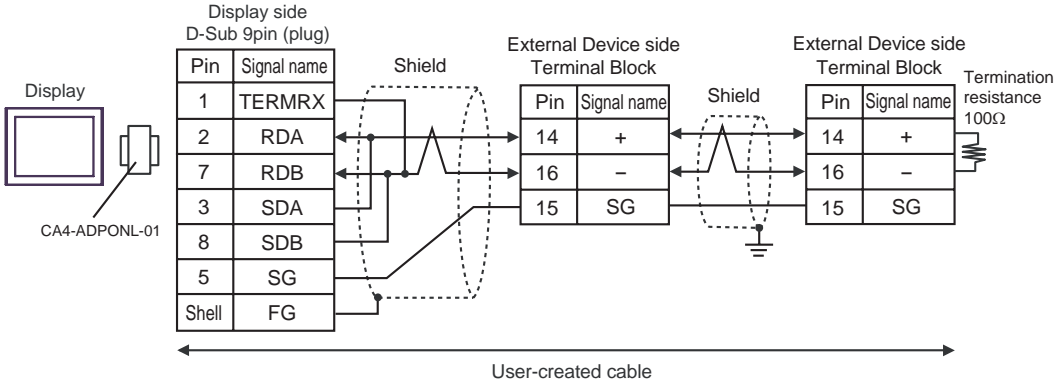 Display side
D-Sub 9pin (plug)
Pin Signal name
1 TERMRX
2 RDA
7 RDB
3 SDA
8 SDB
5 SG
Shell FG
Display
CA4-ADPONL-01
Shield
External Device side
Terminal Block
Pin Signal name
14 +
16 −
15 SG
Shield
External Device side
Terminal Block
Pin Signal name
14 +
16 −
15 SG
Termination
resistance
100Ω
User-created cable